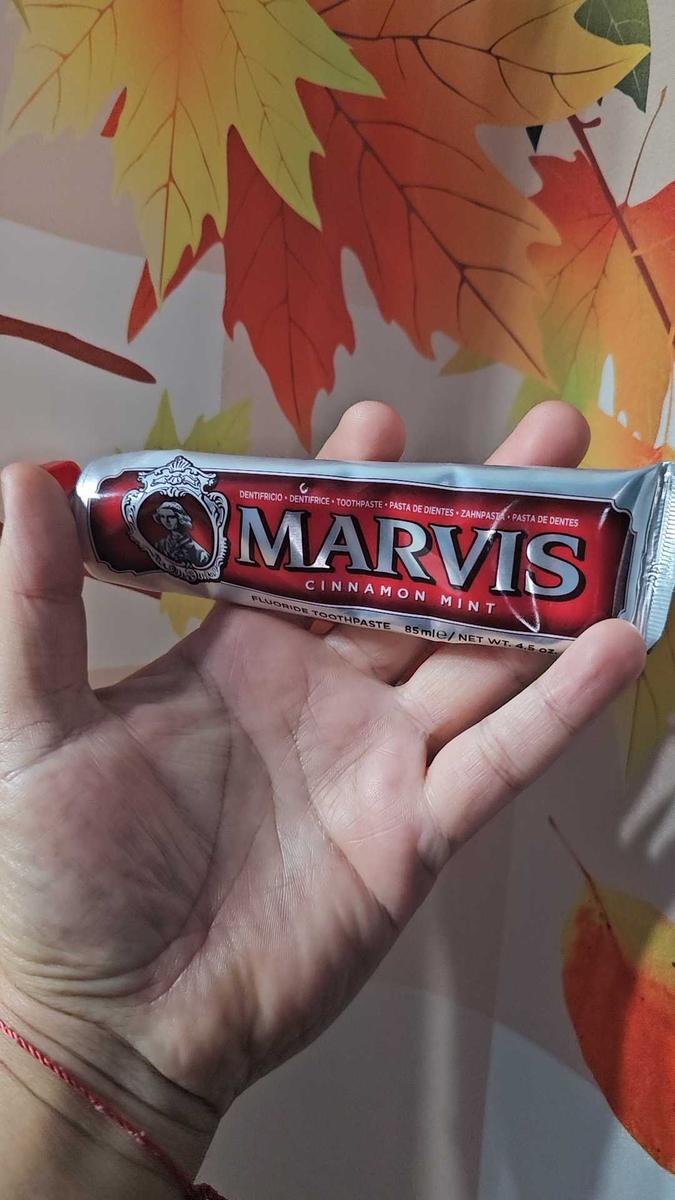 DENTIFRICIO • DENTIFRICE • TOOTHPASTE • PASTA DE DIENTES • ZAHNPASTA • PASTA DE DENTES
MARVIS
CINNAMON MINT
FLUORIDE TOOTHPASTE 85ml℮/ NET WT. 4.5 oz.